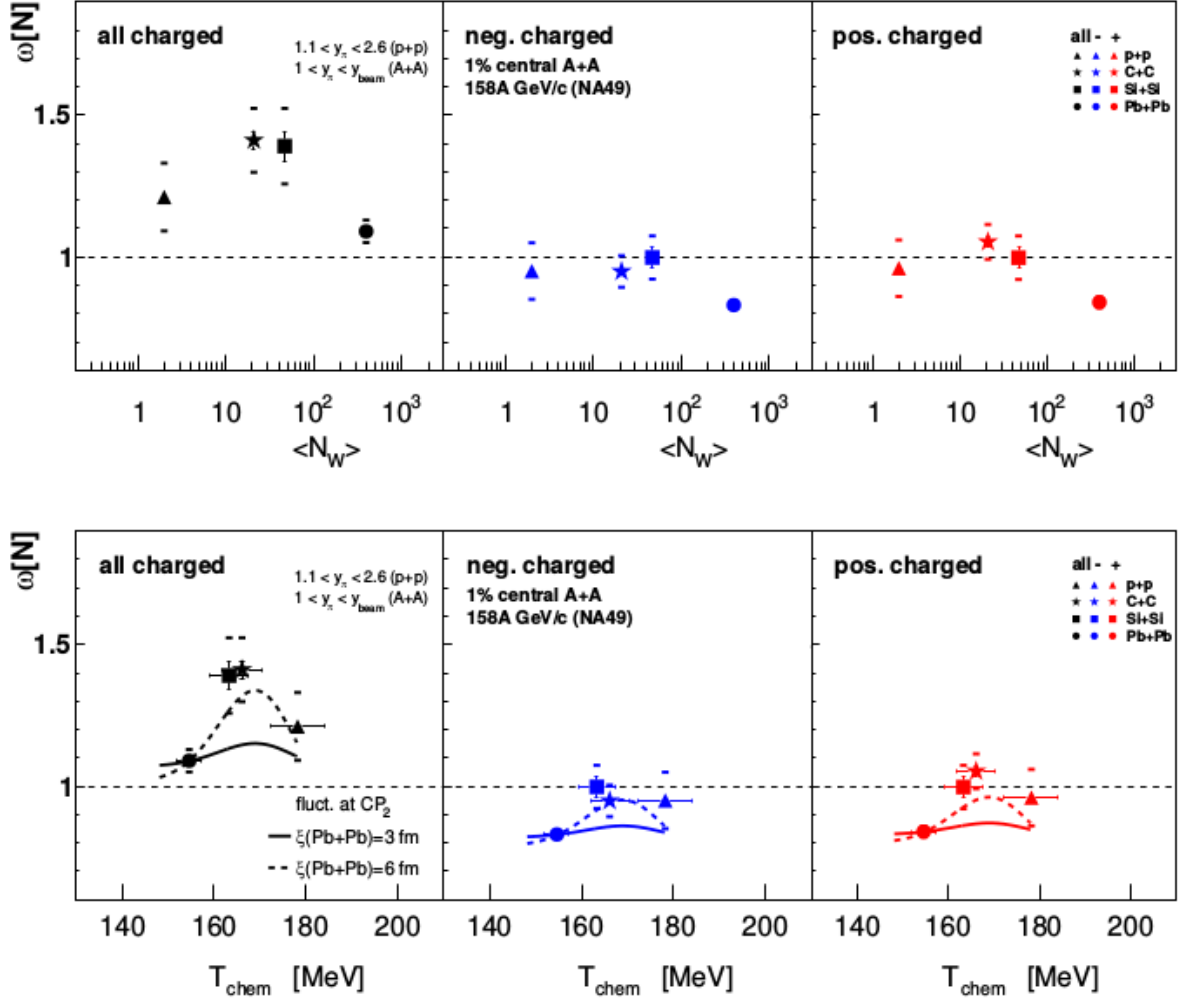 ω[N]
all charged
1.1 < y_π < 2.6 (p+p)
1 < y_π < y_beam (A+A)
neg. charged
1% central A+A
158A GeV/c (NA49)
pos. charged
all - +
p+p
C+C
Si+Si
Pb+Pb
1.5
1
1 10 10² 10³
1 10 10² 10³
1 10 10² 10³
<N_W>
<N_W>
<N_W>
ω[N]
all charged
1.1 < y_π < 2.6 (p+p)
1 < y_π < y_beam (A+A)
neg. charged
1% central A+A
158A GeV/c (NA49)
pos. charged
all - +
p+p
C+C
Si+Si
Pb+Pb
1.5
1
fluct. at CP₂
ξ(Pb+Pb)=3 fm
ξ(Pb+Pb)=6 fm
140 160 180 200
140 160 180 200
140 160 180 200
T_chem [MeV]
T_chem [MeV]
T_chem [MeV]